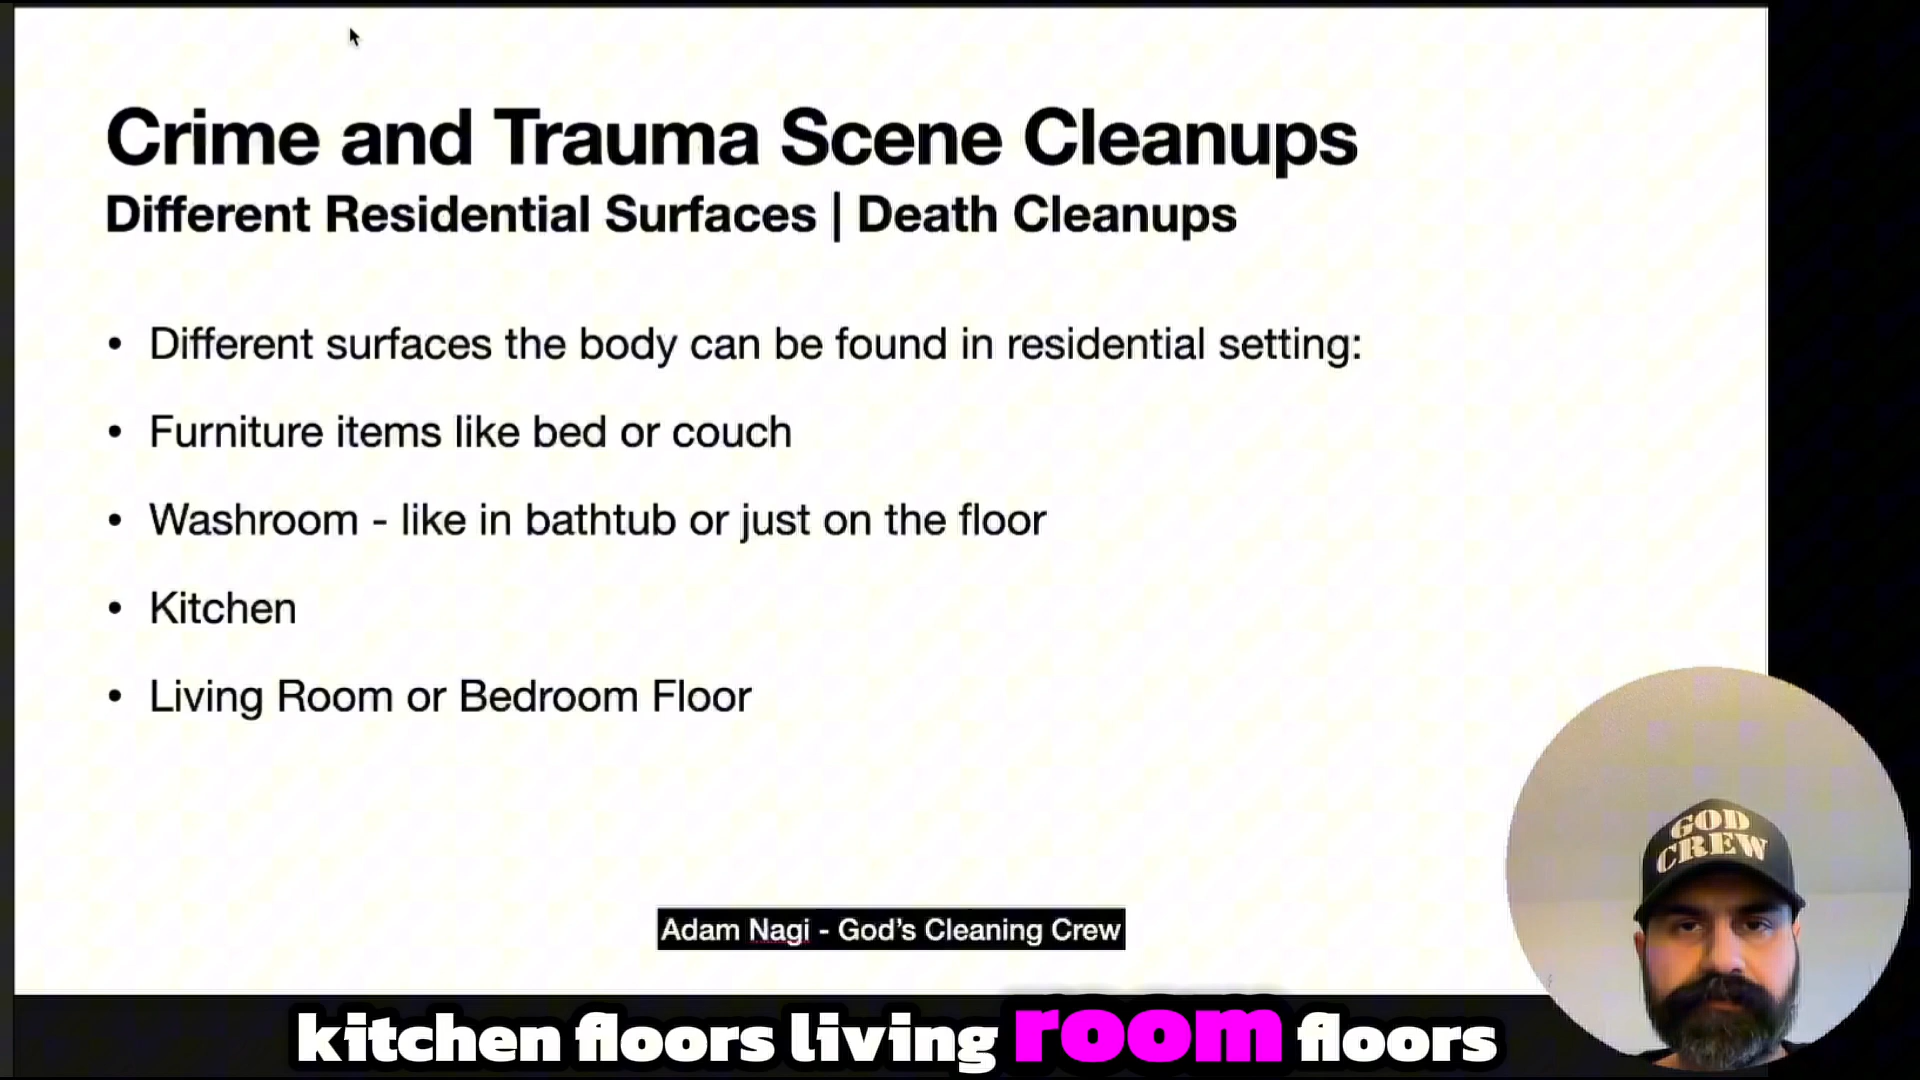 Crime and Trauma Scene Cleanups
Different Residential Surfaces | Death Cleanups
• Different surfaces the body can be found in residential setting:
• Furniture items like bed or couch
• Washroom - like in bathtub or just on the floor
• Kitchen
• Living Room or Bedroom Floor
GOD
CREW
Adam Nagi - God’s Cleaning Crew
kitchen floors living room floors